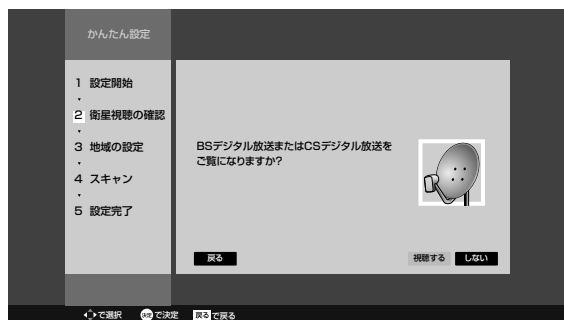 かんたん設定
1 設定開始
2 衛星視聴の確認
3 地域の設定
4 スキャン
5 設定完了
BSデジタル放送またはCSデジタル放送を
ご覧になりますか?
戻る
視聴する
しない
で選択 決定 で決定 戻る で戻る